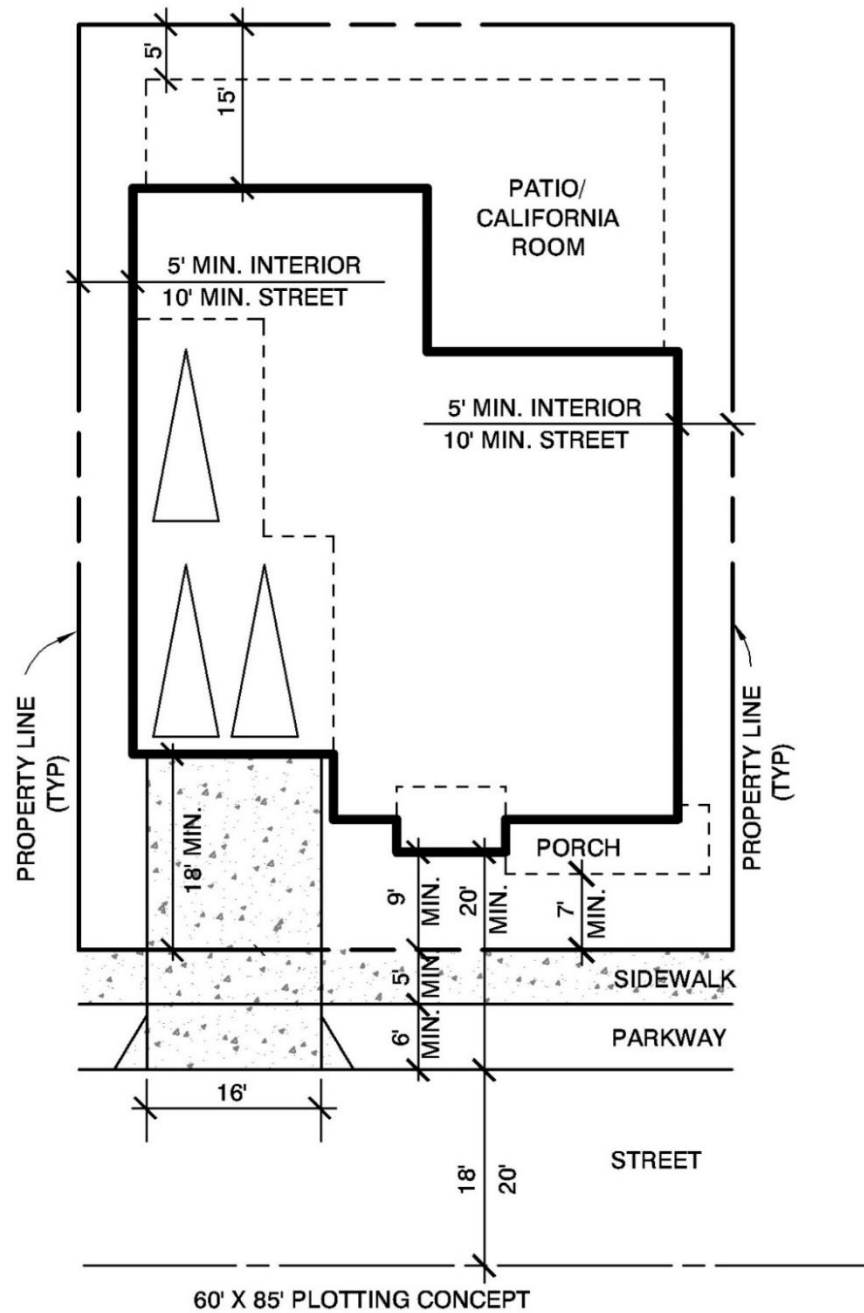 5'
15'
PATIO/
CALIFORNIA
ROOM
5' MIN. INTERIOR
10' MIN. STREET
5' MIN. INTERIOR
10' MIN. STREET
PROPERTY LINE
(TYP)
PROPERTY LINE
(TYP)
18' MIN.
PORCH
9'
MIN.
20'
MIN.
7'
MIN.
5'
MIN.
SIDEWALK
6'
MIN.
PARKWAY
16'
STREET
18'
20'
60' X 85' PLOTTING CONCEPT